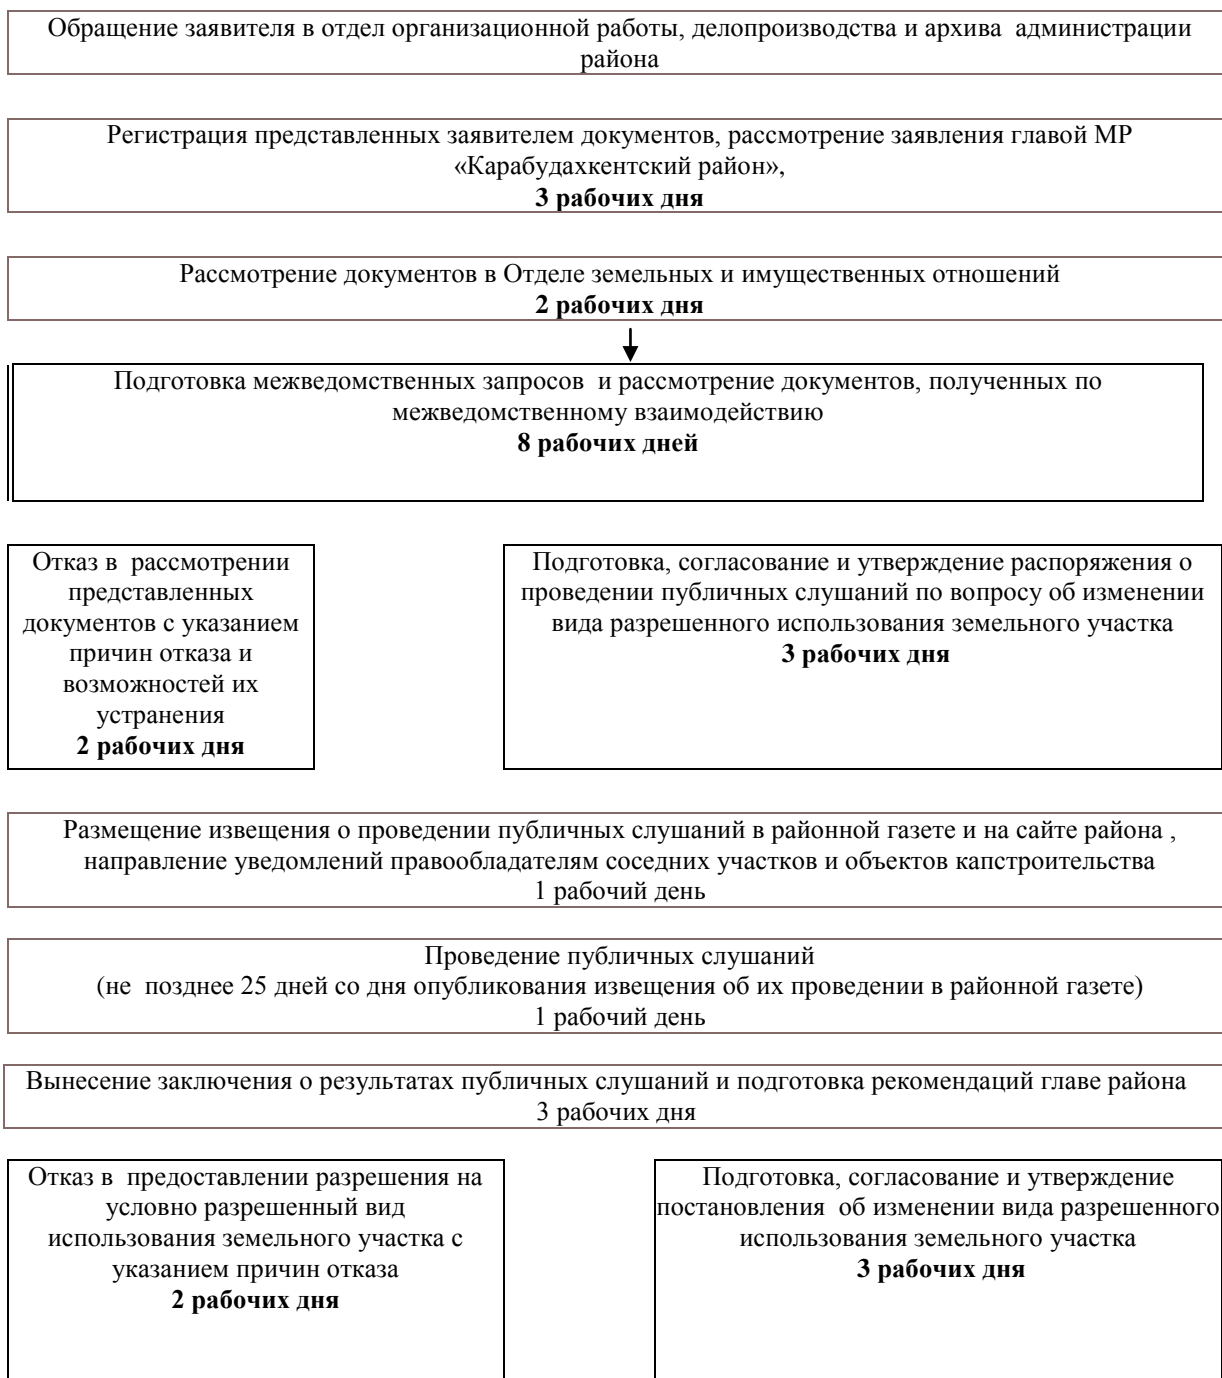 Обращение заявителя в отдел организационной работы, делопроизводства и архива администрации
района
Регистрация представленных заявителем документов, рассмотрение заявления главой МР
«Карабудахкентский район»,
3 рабочих дня
Рассмотрение документов в Отделе земельных и имущественных отношений
2 рабочих дня
Подготовка межведомственных запросов и рассмотрение документов, полученных по
межведомственному взаимодействию
8 рабочих дней
Отказ в рассмотрении
представленных
документов с указанием
причин отказа и
возможностей их
устранения
2 рабочих дня
Подготовка, согласование и утверждение распоряжения о
проведении публичных слушаний по вопросу об изменении
вида разрешенного использования земельного участка
3 рабочих дня
Размещение извещения о проведении публичных слушаний в районной газете и на сайте района ,
направление уведомлений правообладателям соседних участков и объектов капстроительства
1 рабочий день
Проведение публичных слушаний
(не позднее 25 дней со дня опубликования извещения об их проведении в районной газете)
1 рабочий день
Вынесение заключения о результатах публичных слушаний и подготовка рекомендаций главе района
3 рабочих дня
Отказ в предоставлении разрешения на
условно разрешенный вид
использования земельного участка с
указанием причин отказа
2 рабочих дня
Подготовка, согласование и утверждение
постановления об изменении вида разрешенного
использования земельного участка
3 рабочих дня